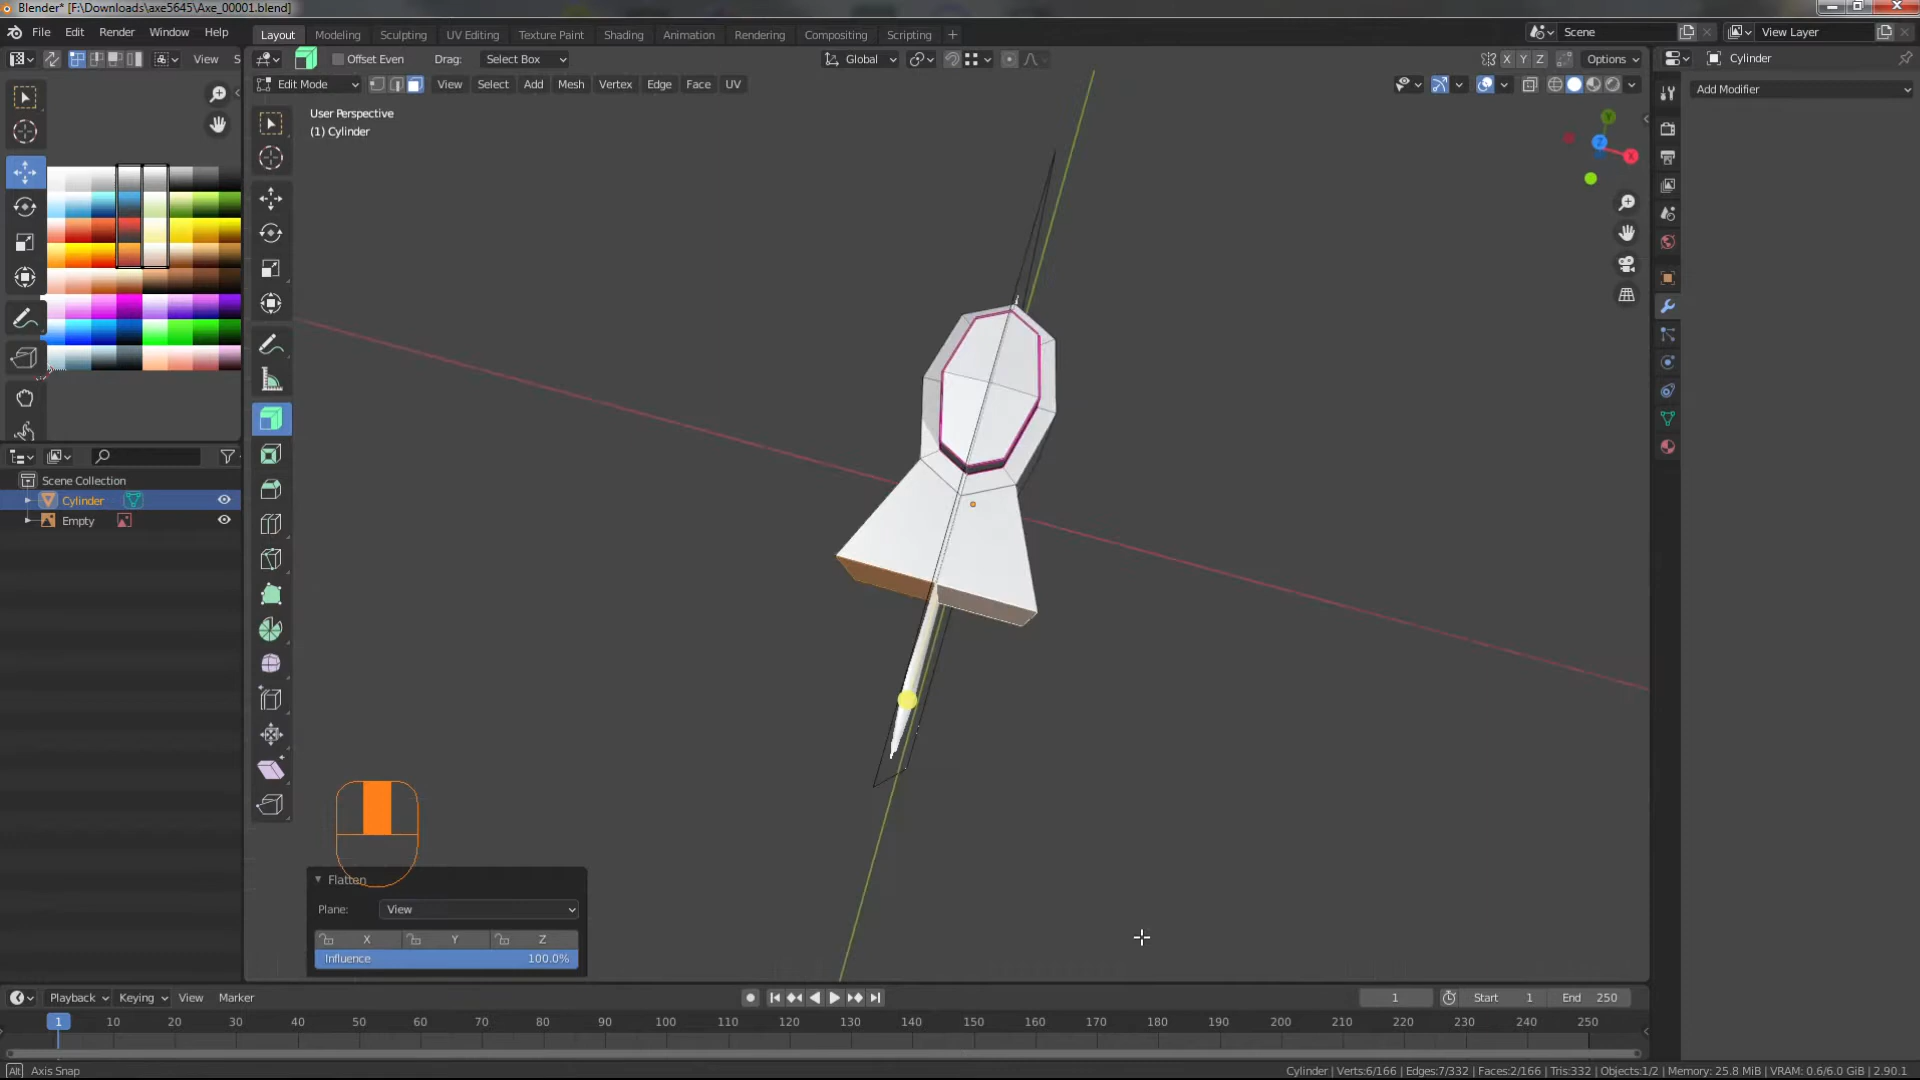 Blender* [F:\Downloads\axe5645\Axe_00001.blend]
File Edit Render Window Help Layout Modeling Sculpting UV Editing Texture Paint Shading Animation Rendering Compositing Scripting + Scene View Layer
View S Offset Even Drag: Select Box Global X Y Z Options Cylinder
Edit Mode View Select Add Mesh Vertex Edge Face UV Add Modifier
User Perspective
(1) Cylinder
Y
Z
X
Scene Collection
Cylinder
Empty
Flatten
Plane: View
X Y Z
Influence 100.0%
Playback Keying View Marker 1 Start 1 End 250
1 10 20 30 40 50 60 70 80 90 100 110 120 130 140 150 160 170 180 190 200 210 220 230 240 250
Alt Axis Snap Cylinder | Verts:6/166 | Edges:7/332 | Faces:2/166 | Tris:332 | Objects:1/2 | Memory: 25.8 MiB | VRAM: 0.6/6.0 GiB | 2.90.1